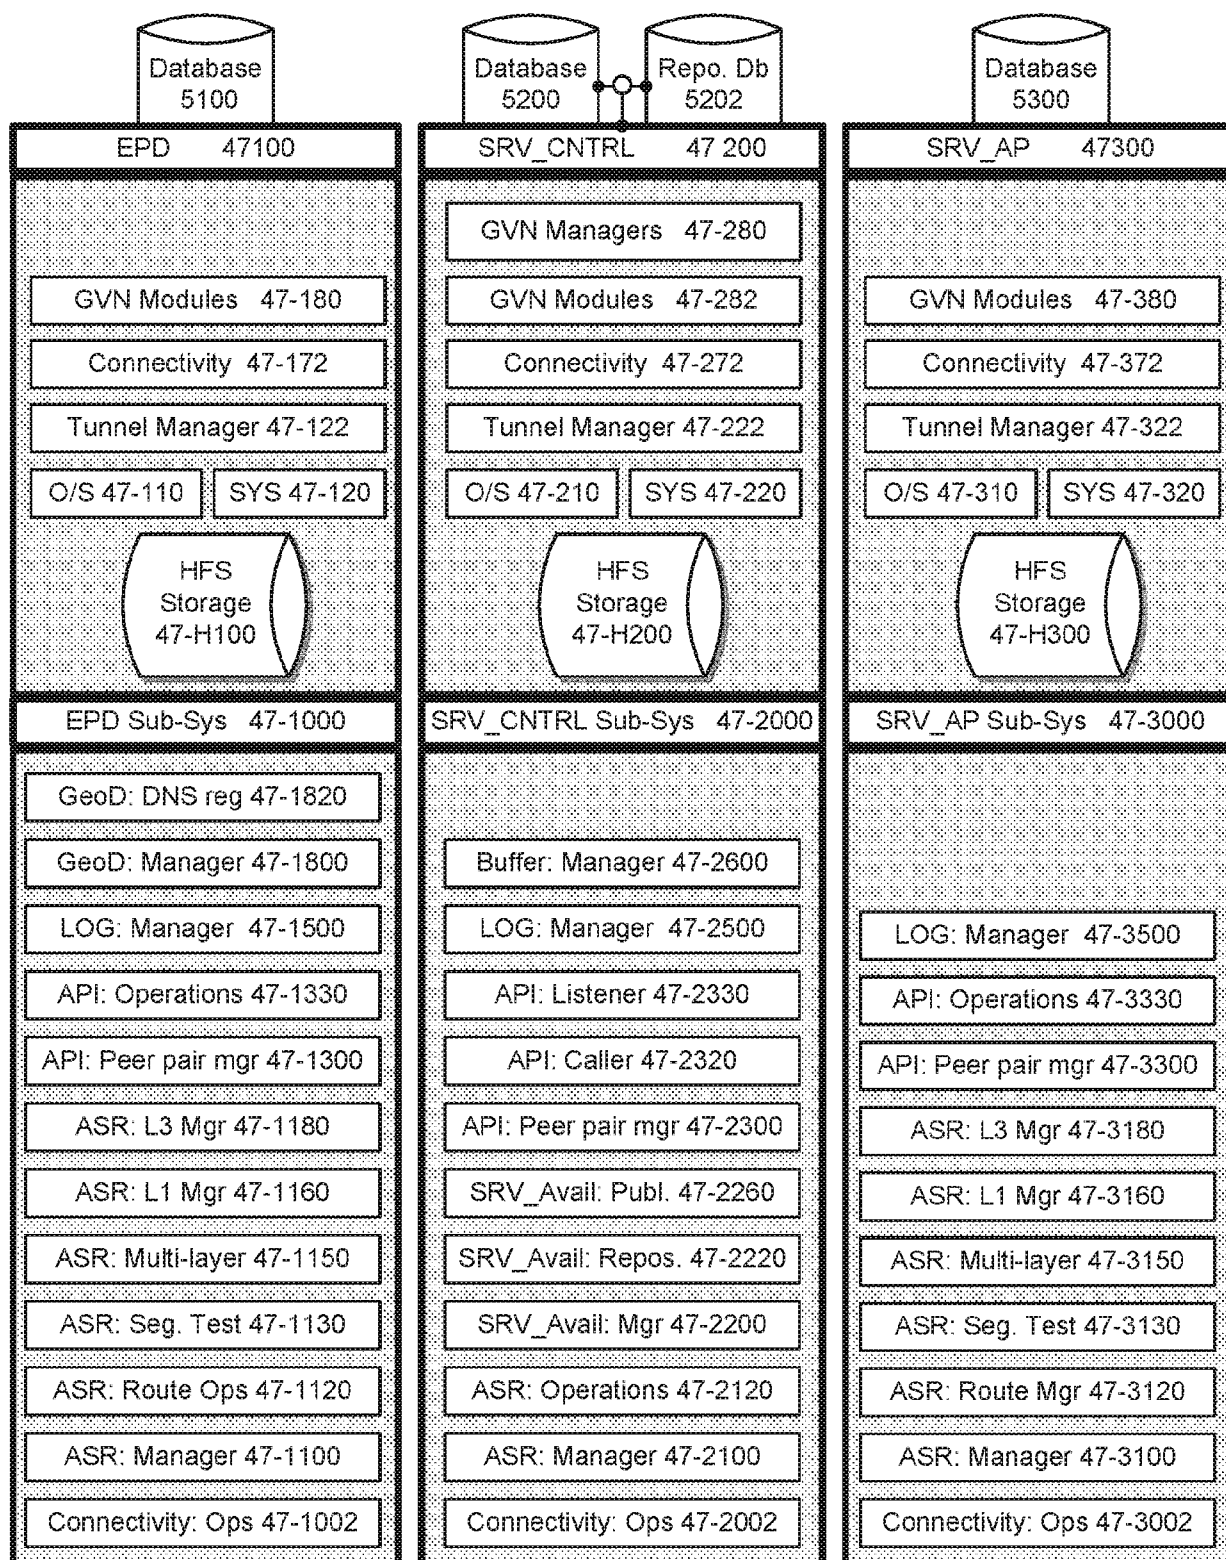 Database
5100
EPD 47100
GVN Modules 47-180
Connectivity 47-172
Tunnel Manager 47-122
O/S 47-110
SYS 47-120
HFS
Storage
47-H100
EPD Sub-Sys 47-1000
GeoD: DNS reg 47-1820
GeoD: Manager 47-1800
LOG: Manager 47-1500
API: Operations 47-1330
API: Peer pair mgr 47-1300
ASR: L3 Mgr 47-1180
ASR: L1 Mgr 47-1160
ASR: Multi-layer 47-1150
ASR: Seg. Test 47-1130
ASR: Route Ops 47-1120
ASR: Manager 47-1100
Connectivity: Ops 47-1002
Database
5200
Repo. Db
5202
SRV_CNTRL 47 200
GVN Managers 47-280
GVN Modules 47-282
Connectivity 47-272
Tunnel Manager 47-222
O/S 47-210
SYS 47-220
HFS
Storage
47-H200
SRV_CNTRL Sub-Sys 47-2000
Buffer: Manager 47-2600
LOG: Manager 47-2500
API: Listener 47-2330
API: Caller 47-2320
API: Peer pair mgr 47-2300
SRV_Avail: Publ. 47-2260
SRV_Avail: Repos. 47-2220
SRV_Avail: Mgr 47-2200
ASR: Operations 47-2120
ASR: Manager 47-2100
Connectivity: Ops 47-2002
Database
5300
SRV_AP 47300
GVN Modules 47-380
Connectivity 47-372
Tunnel Manager 47-322
O/S 47-310
SYS 47-320
HFS
Storage
47-H300
SRV_AP Sub-Sys 47-3000
LOG: Manager 47-3500
API: Operations 47-3330
API: Peer pair mgr 47-3300
ASR: L3 Mgr 47-3180
ASR: L1 Mgr 47-3160
ASR: Multi-layer 47-3150
ASR: Seg. Test 47-3130
ASR: Route Mgr 47-3120
ASR: Manager 47-3100
Connectivity: Ops 47-3002